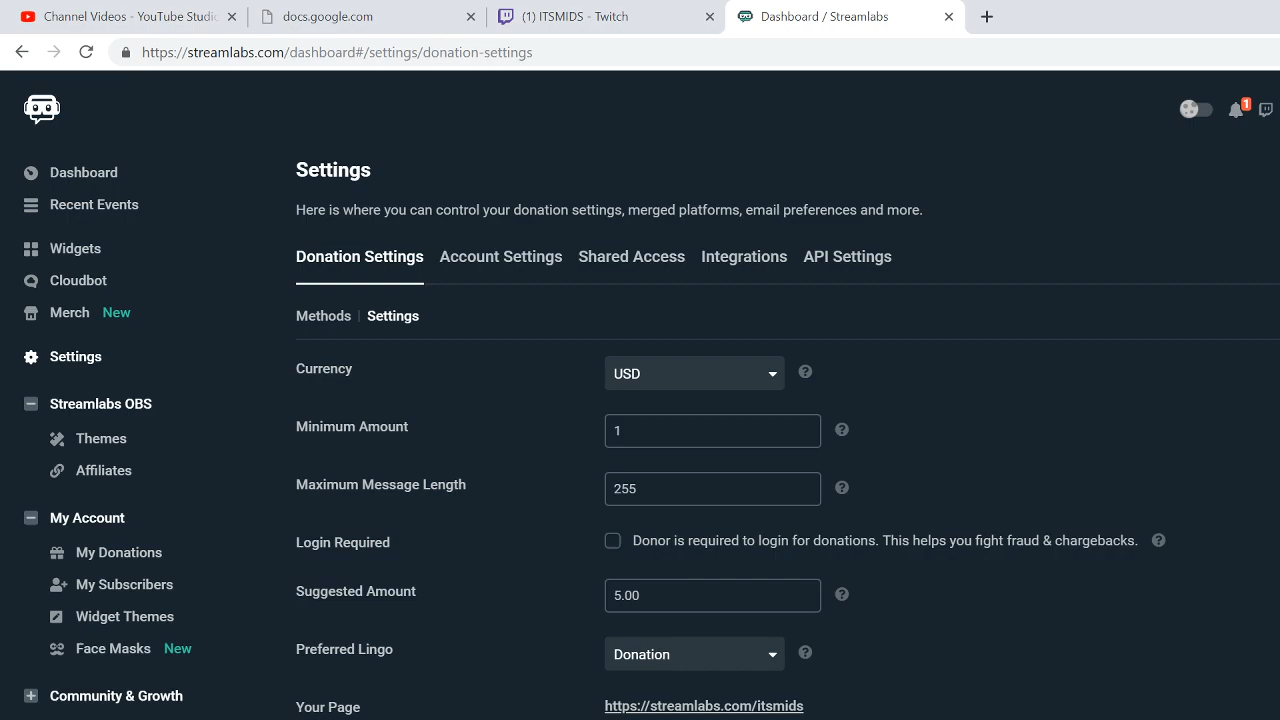 Channel Videos - YouTube Studio
docs.google.com
(1) ITSMIDS - Twitch
Dashboard / Streamlabs
https://streamlabs.com/dashboard#/settings/donation-settings
1
Dashboard
Recent Events
Widgets
Cloudbot
Merch New
Settings
Streamlabs OBS
Themes
Affiliates
My Account
My Donations
My Subscribers
Widget Themes
Face Masks New
Community & Growth
Settings
Here is where you can control your donation settings, merged platforms, email preferences and more.
Donation Settings Account Settings Shared Access Integrations API Settings
Methods | Settings
Currency USD ?
Minimum Amount 1 ?
Maximum Message Length 255 ?
Login Required Donor is required to login for donations. This helps you fight fraud & chargebacks. ?
Suggested Amount 5.00 ?
Preferred Lingo Donation ?
Your Page https://streamlabs.com/itsmids